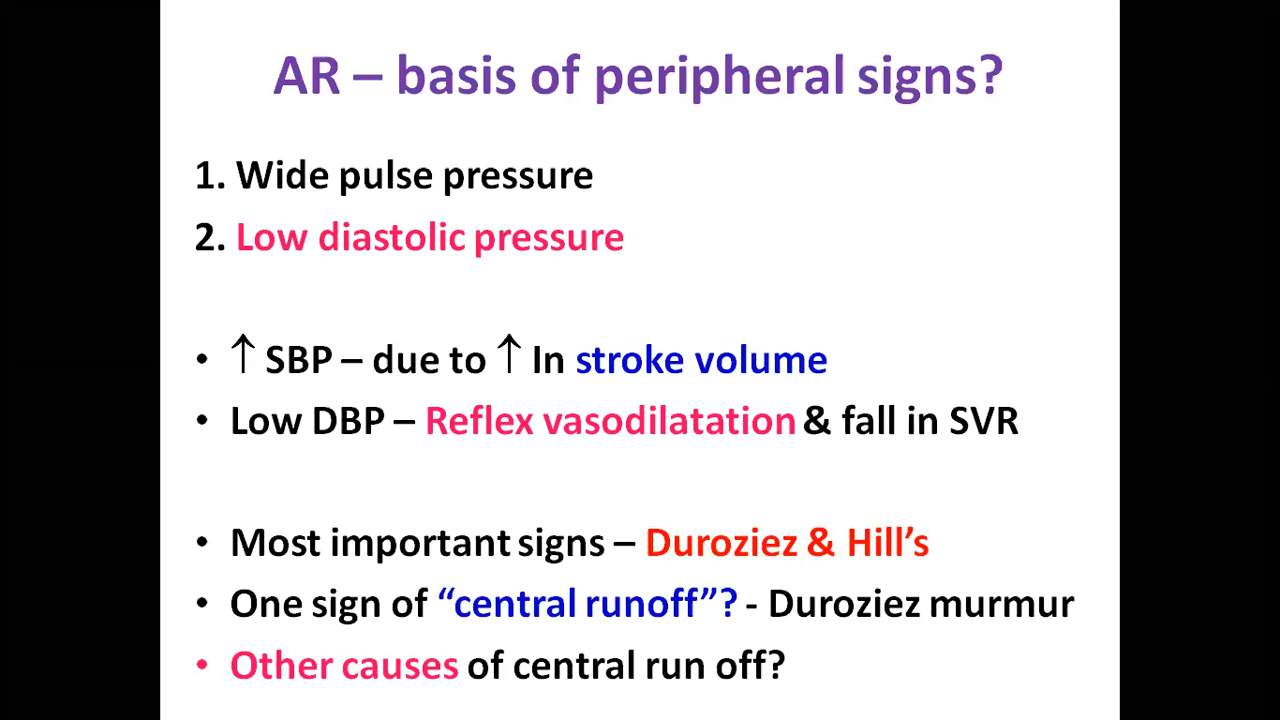 AR – basis of peripheral signs?
1. Wide pulse pressure
2. Low diastolic pressure
• ↑ SBP – due to ↑ In stroke volume
• Low DBP – Reflex vasodilatation & fall in SVR
• Most important signs – Duroziez & Hill’s
• One sign of “central runoff”? - Duroziez murmur
• Other causes of central run off?